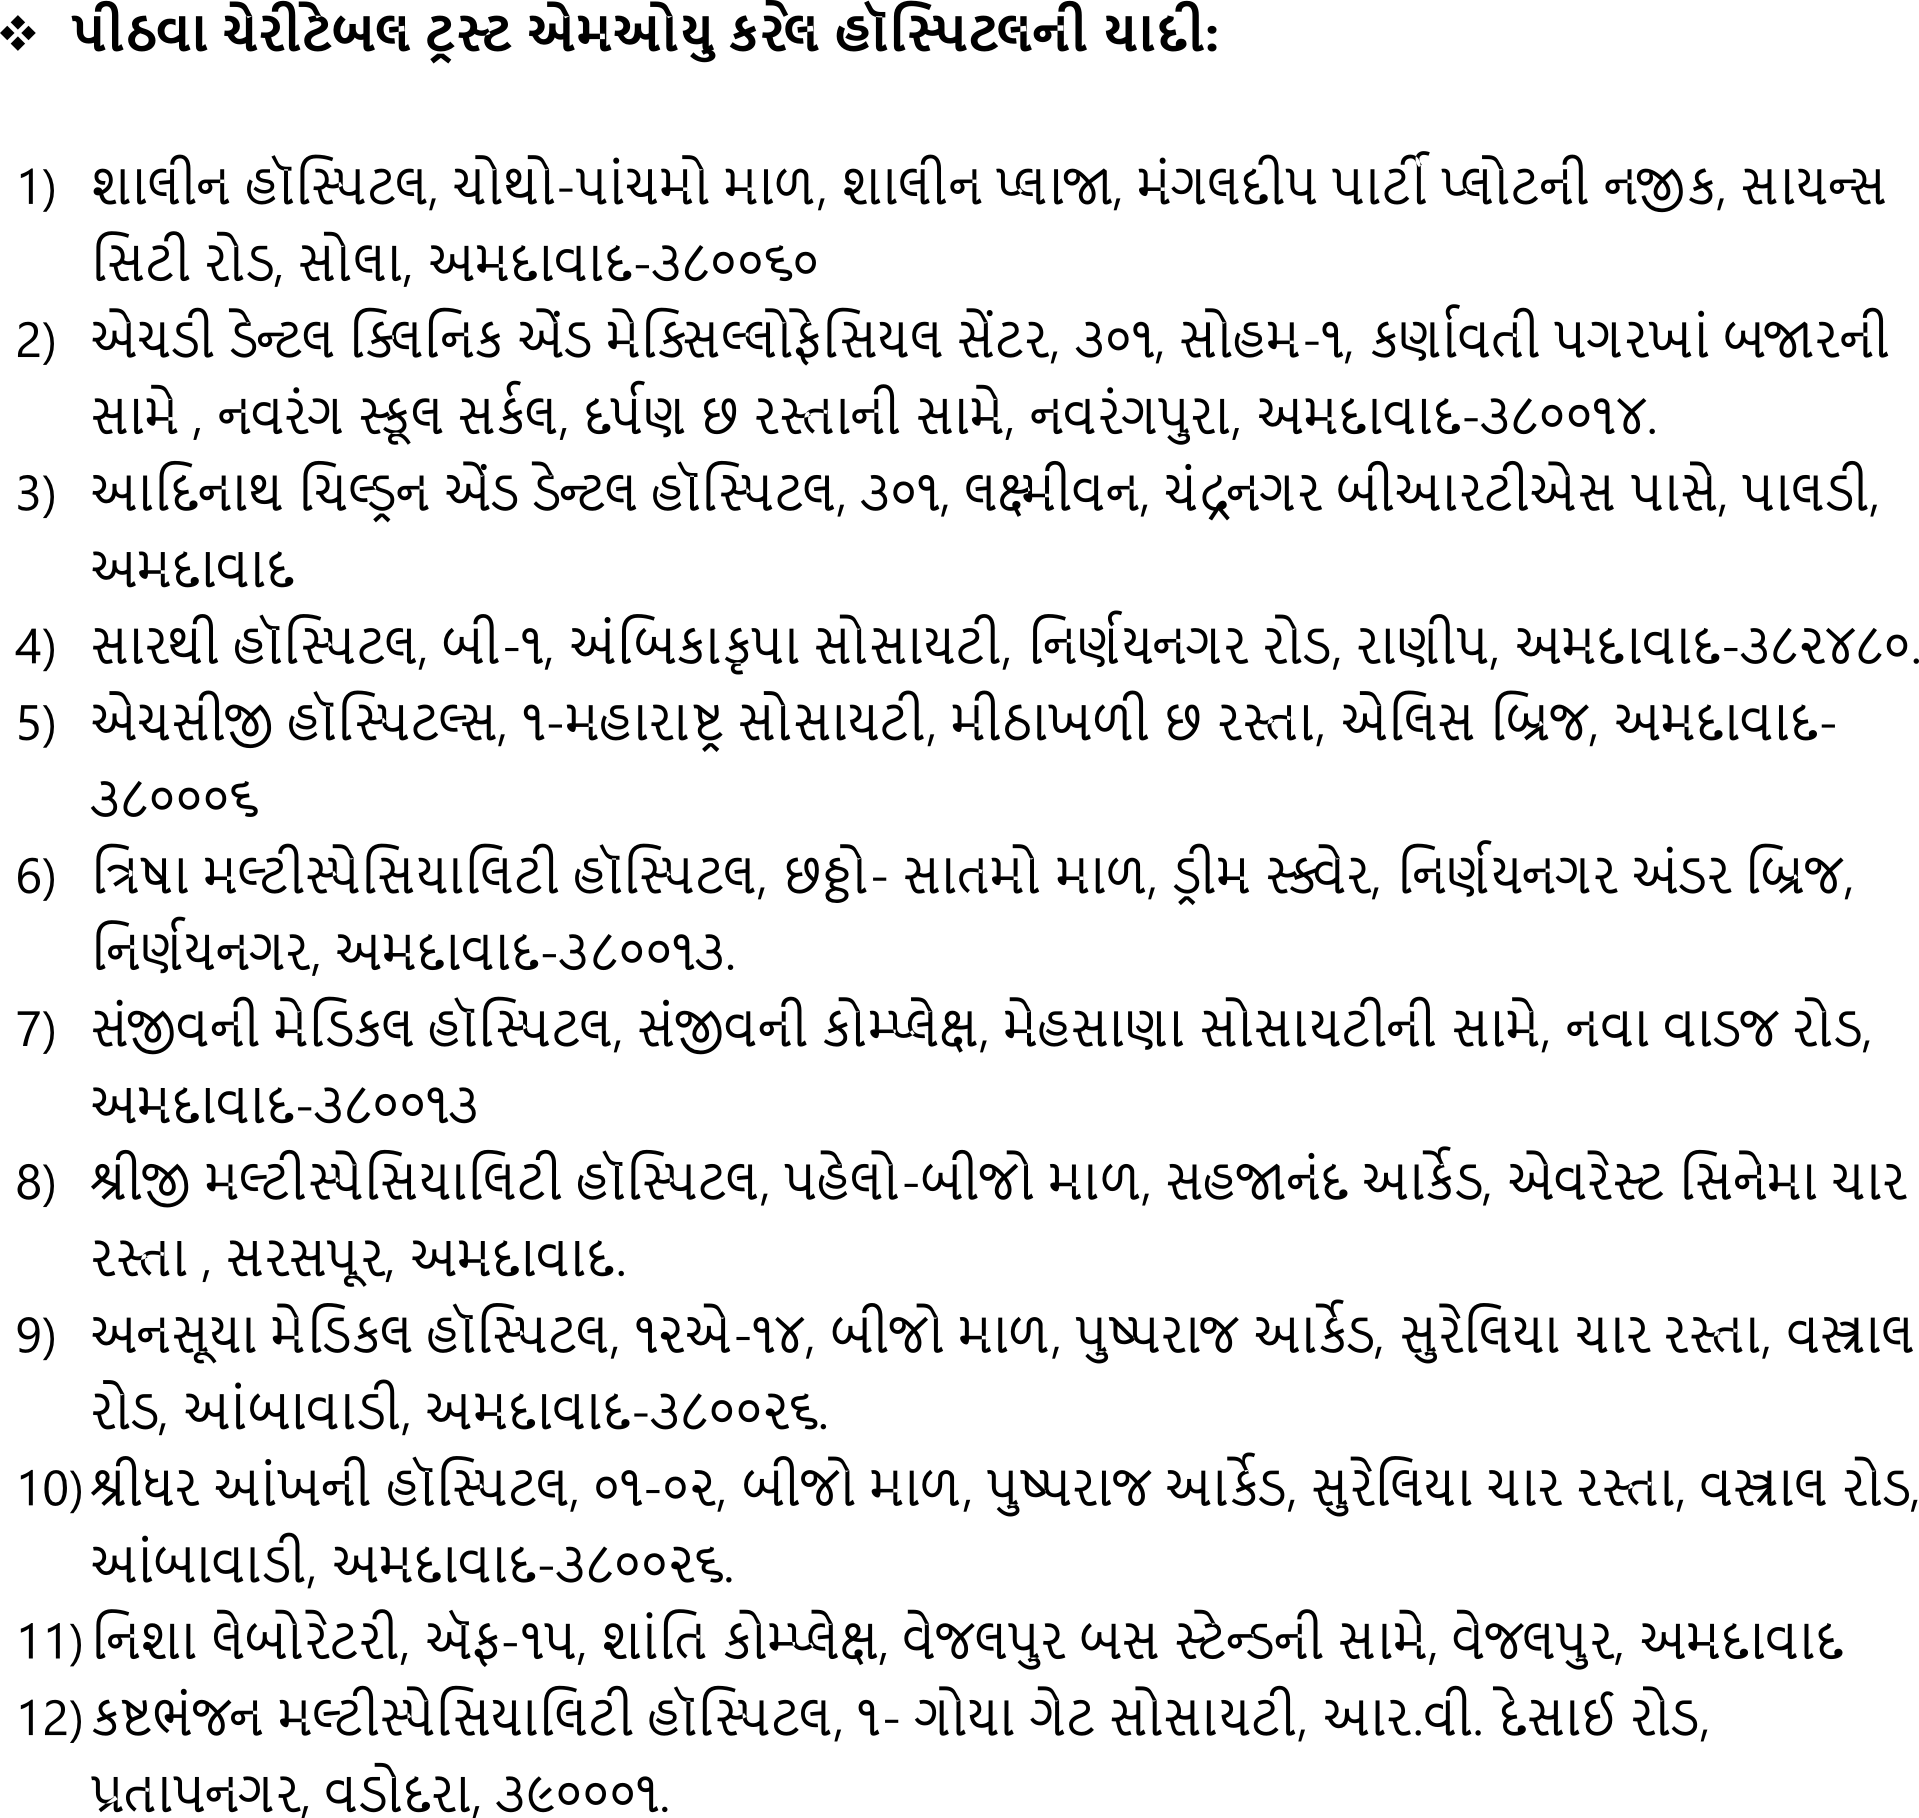 ❖ પીઠવા ચેરીટેબલ ટ્રસ્ટ એમઓયુ કરેલ હૉસ્પિટલની યાદી:
1) શાલીન હૉસ્પિટલ, ચોથો-પાંચમો માળ, શાલીન પ્લાજા, મંગલદીપ પાર્ટી પ્લોટની નજીક, સાયન્સ
સિટી રોડ, સોલા, અમદાવાદ-૩૮૦૦૬૦
2) એચડી ડેન્ટલ ક્લિનિક એંડ મેક્સિલ્લોફેસિયલ સેંટર, ૩૦૧, સોહમ-૧, કર્ણાવતી પગરખાં બજારની
સામે , નવરંગ સ્કૂલ સર્કલ, દર્પણ છ રસ્તાની સામે, નવરંગપુરા, અમદાવાદ-૩૮૦૦૧૪.
3) આદિનાથ ચિલ્ડ્રન એંડ ડેન્ટલ હૉસ્પિટલ, ૩૦૧, લક્ષ્મીવન, ચંદ્રનગર બીઆરટીએસ પાસે, પાલડી,
અમદાવાદ
4) સારથી હૉસ્પિટલ, બી-૧, અંબિકાકૃપા સોસાયટી, નિર્ણયનગર રોડ, રાણીપ, અમદાવાદ-૩૮૨૪૮૦.
5) એચસીજી હૉસ્પિટલ્સ, ૧-મહારાષ્ટ્ર સોસાયટી, મીઠાખળી છ રસ્તા, એલિસ બ્રિજ, અમદાવાદ-
૩૮૦૦૦૬
6) ત્રિષા મલ્ટીસ્પેસિયાલિટી હૉસ્પિટલ, છઠ્ઠો- સાતમો માળ, ડ્રીમ સ્ક્વેર, નિર્ણયનગર અંડર બ્રિજ,
નિર્ણયનગર, અમદાવાદ-૩૮૦૦૧૩.
7) સંજીવની મેડિકલ હૉસ્પિટલ, સંજીવની કોમ્પ્લેક્ષ, મેહસાણા સોસાયટીની સામે, નવા વાડજ રોડ,
અમદાવાદ-૩૮૦૦૧૩
8) શ્રીજી મલ્ટીસ્પેસિયાલિટી હૉસ્પિટલ, પહેલો-બીજો માળ, સહજાનંદ આર્કેડ, એવરેસ્ટ સિનેમા ચાર
રસ્તા , સરસપૂર, અમદાવાદ.
9) અનસૂયા મેડિકલ હૉસ્પિટલ, ૧૨એ-૧૪, બીજો માળ, પુષ્પરાજ આર્કેડ, સુરેલિયા ચાર રસ્તા, વસ્ત્રાલ
રોડ, આંબાવાડી, અમદાવાદ-૩૮૦૦૨૬.
10) શ્રીધર આંખની હૉસ્પિટલ, ૦૧-૦૨, બીજો માળ, પુષ્પરાજ આર્કેડ, સુરેલિયા ચાર રસ્તા, વસ્ત્રાલ રોડ,
આંબાવાડી, અમદાવાદ-૩૮૦૦૨૬.
11) નિશા લેબોરેટરી, ઍફ-૧૫, શાંતિ કોમ્પ્લેક્ષ, વેજલપુર બસ સ્ટેન્ડની સામે, વેજલપુર, અમદાવાદ
12) કષ્ટભંજન મલ્ટીસ્પેસિયાલિટી હૉસ્પિટલ, ૧- ગોયા ગેટ સોસાયટી, આર.વી. દેસાઈ રોડ,
પ્રતાપનગર, વડોદરા, ૩૯૦૦૦૧.